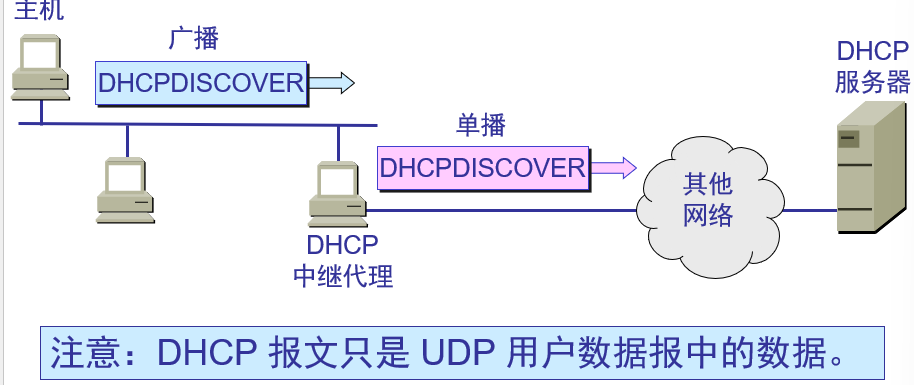 主机
广播
DHCPDISCOVER
DHCP
服务器
单播
DHCPDISCOVER
其他
网络
DHCP
中继代理
注意：DHCP 报文只是 UDP 用户数据报中的数据。